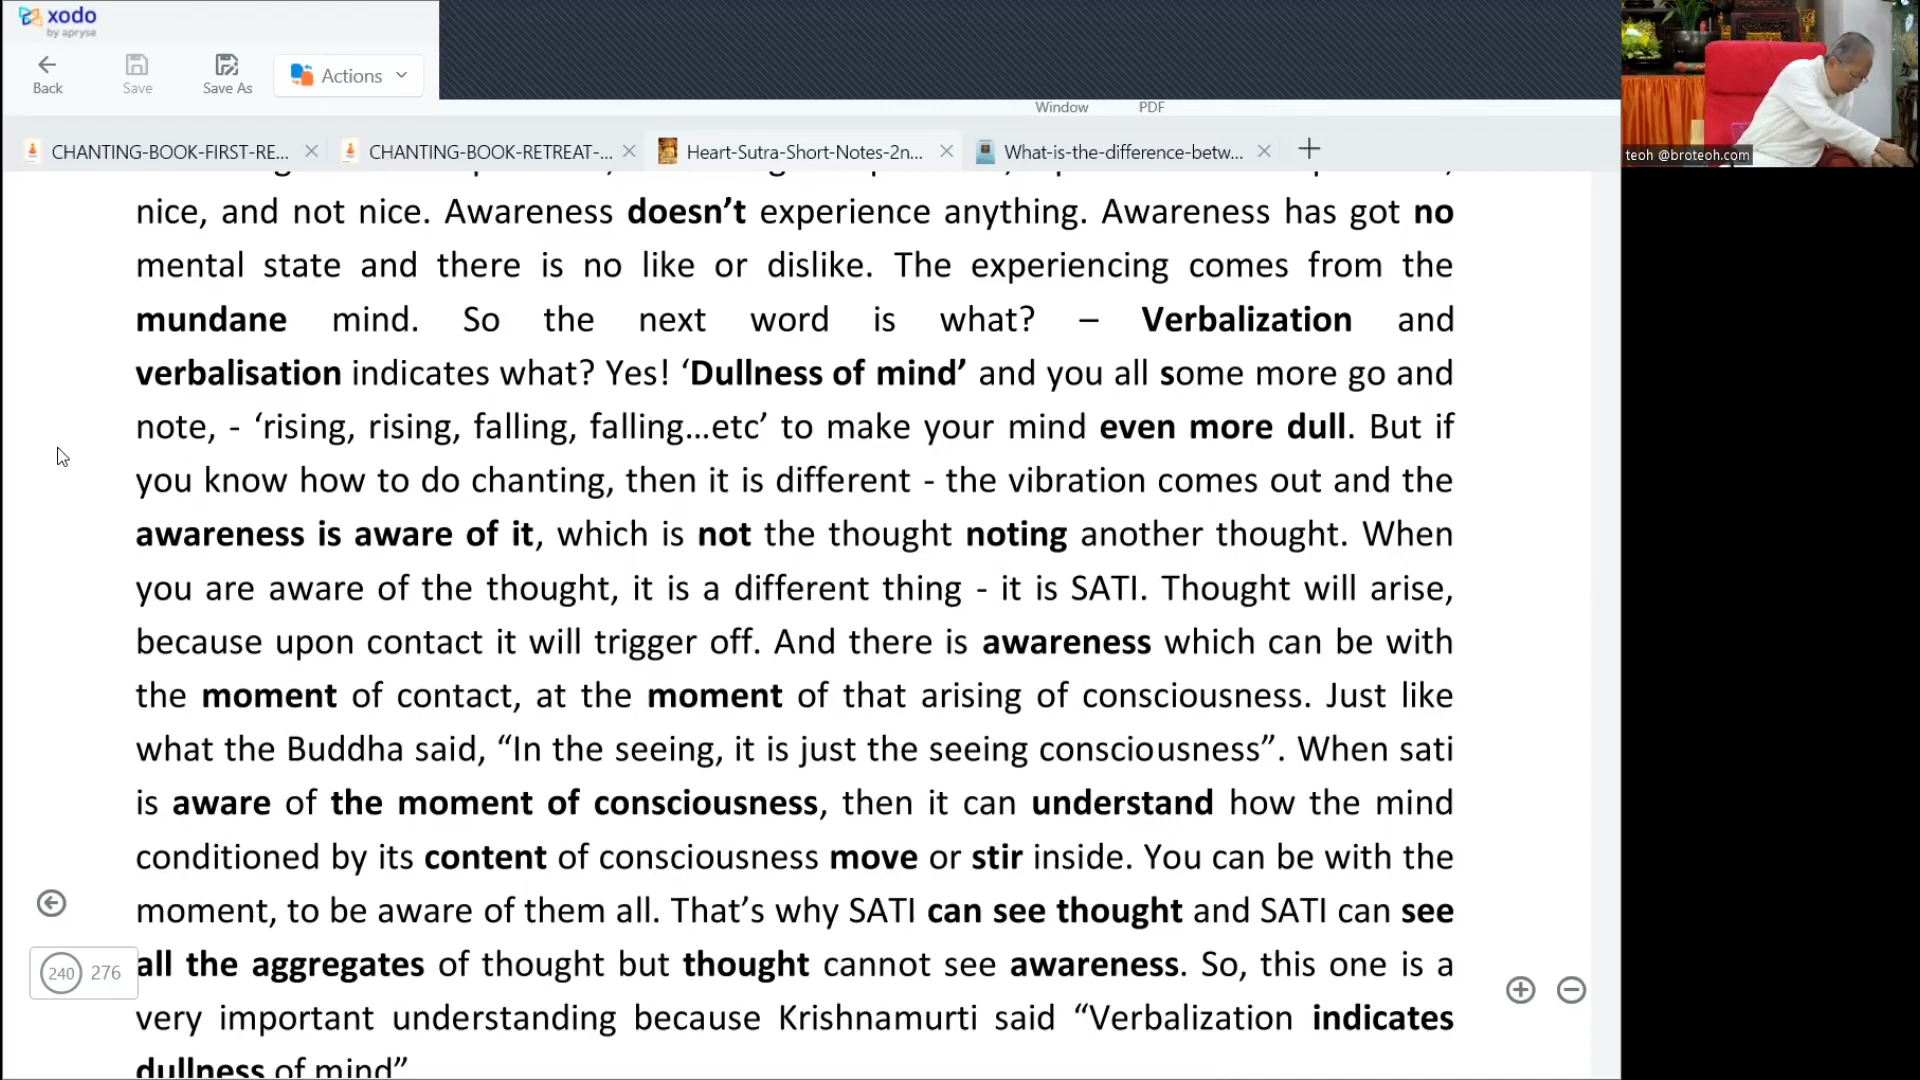 xodo
by apryse
Back
Save
Save As
Actions
Window
PDF
CHANTING-BOOK-FIRST-RE...
CHANTING-BOOK-RETREAT-...
Heart-Sutra-Short-Notes-2n...
What-is-the-difference-betw...
teoh @broteoh.com
nice, and not nice. Awareness doesn’t experience anything. Awareness has got no
mental state and there is no like or dislike. The experiencing comes from the
mundane mind. So the next word is what? – Verbalization and
verbalisation indicates what? Yes! ‘Dullness of mind’ and you all some more go and
note, - ‘rising, rising, falling, falling…etc’ to make your mind even more dull. But if
you know how to do chanting, then it is different - the vibration comes out and the
awareness is aware of it, which is not the thought noting another thought. When
you are aware of the thought, it is a different thing - it is SATI. Thought will arise,
because upon contact it will trigger off. And there is awareness which can be with
the moment of contact, at the moment of that arising of consciousness. Just like
what the Buddha said, “In the seeing, it is just the seeing consciousness”. When sati
is aware of the moment of consciousness, then it can understand how the mind
conditioned by its content of consciousness move or stir inside. You can be with the
moment, to be aware of them all. That’s why SATI can see thought and SATI can see
all the aggregates of thought but thought cannot see awareness. So, this one is a
very important understanding because Krishnamurti said “Verbalization indicates
dullness of mind”
240 276